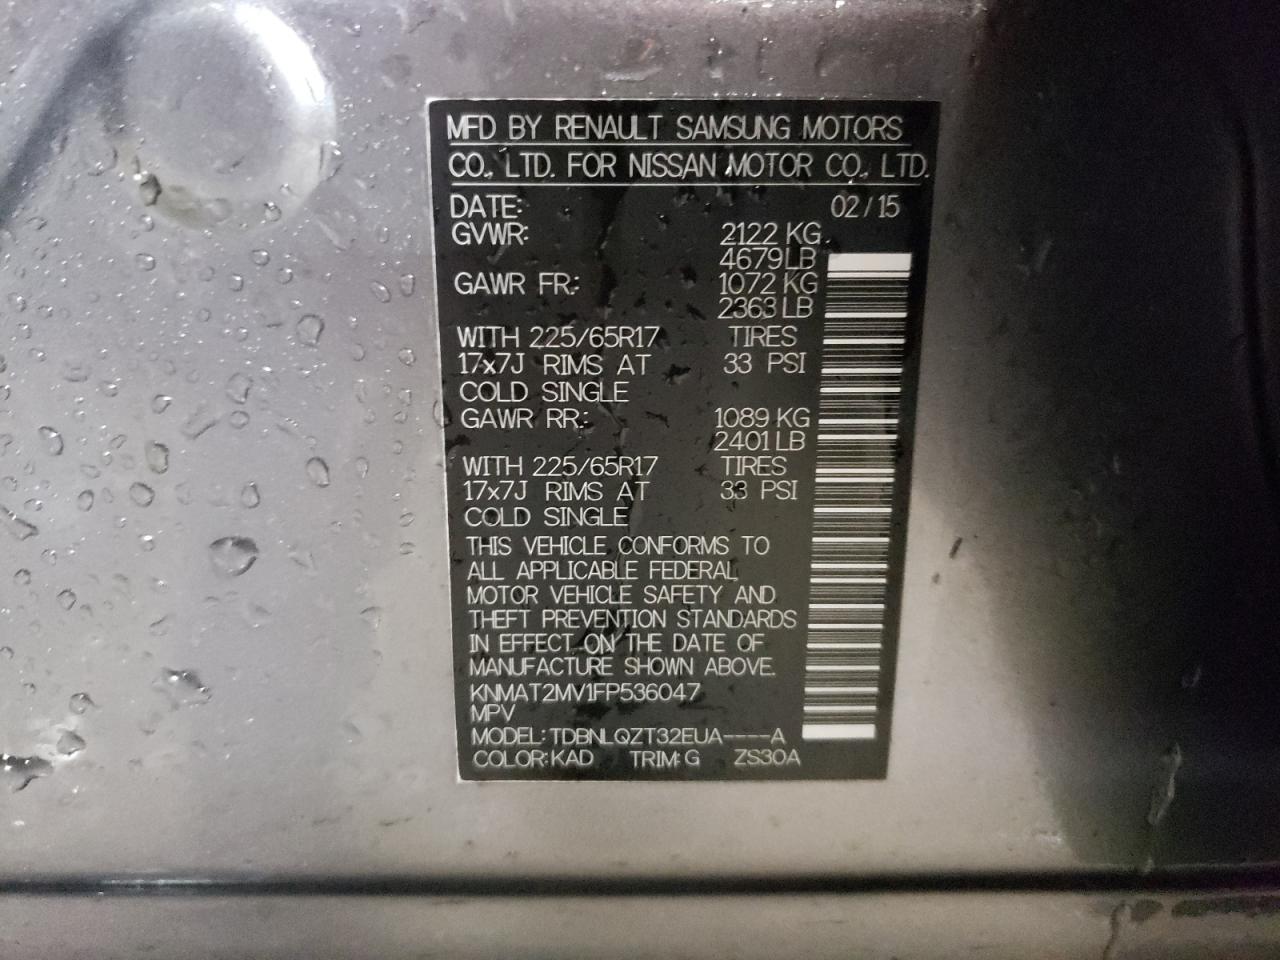 MFD BY RENAULT SAMSUNG MOTORS
CO., LTD. FOR NISSAN MOTOR CO., LTD.
DATE: 02/15
GVWR: 2122 KG
4679 LB
GAWR FR: 1072 KG
2363 LB
WITH 225/65R17 TIRES
17x7J RIMS AT 33 PSI
COLD SINGLE
GAWR RR: 1089 KG
2401 LB
WITH 225/65R17 TIRES
17x7J RIMS AT 33 PSI
COLD SINGLE
THIS VEHICLE CONFORMS TO
ALL APPLICABLE FEDERAL
MOTOR VEHICLE SAFETY AND
THEFT PREVENTION STANDARDS
IN EFFECT ON THE DATE OF
MANUFACTURE SHOWN ABOVE.
KNMAT2MV1FP536047
MPV
MODEL: TDBNLQZT32EUA----A
COLOR: KAD TRIM: G ZS30A